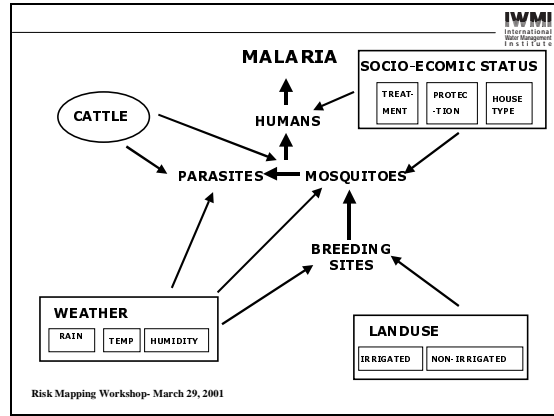 IWMI
International
Water Management
Institute
MALARIA
SOCIO-ECOMIC STATUS
TREAT-
MENT
PROTEC
-TION
HOUSE
TYPE
CATTLE
HUMANS
PARASITES
MOSQUITOES
BREEDING
SITES
WEATHER
RAIN
TEMP
HUMIDITY
LANDUSE
IRRIGATED
NON-IRRIGATED
Risk Mapping Workshop- March 29, 2001